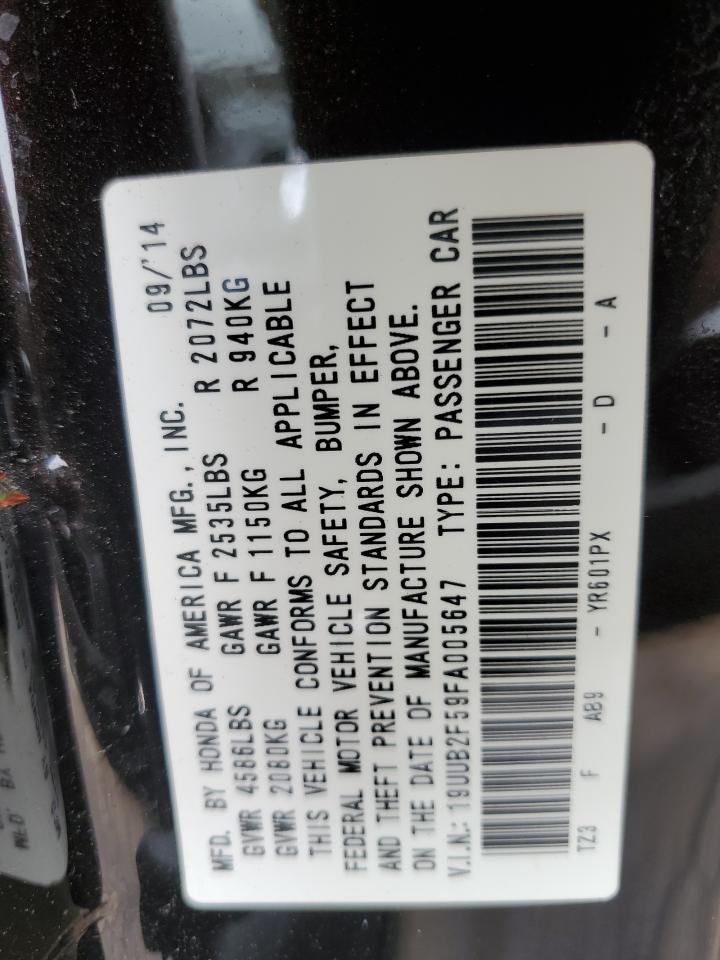 MFD. BY HONDA OF AMERICA MFG., INC. 09/'14
GVWR 4586LBS GAWR F 2535LBS R 2072LBS
GVWR 2080KG GAWR F 1150KG R 940KG
THIS VEHICLE CONFORMS TO ALL APPLICABLE
FEDERAL MOTOR VEHICLE SAFETY, BUMPER,
AND THEFT PREVENTION STANDARDS IN EFFECT
ON THE DATE OF MANUFACTURE SHOWN ABOVE.
V.I.N.: 19UUB2F59FA005647 TYPE: PASSENGER CAR
TZ3 F A89 - YR601PX - D - A